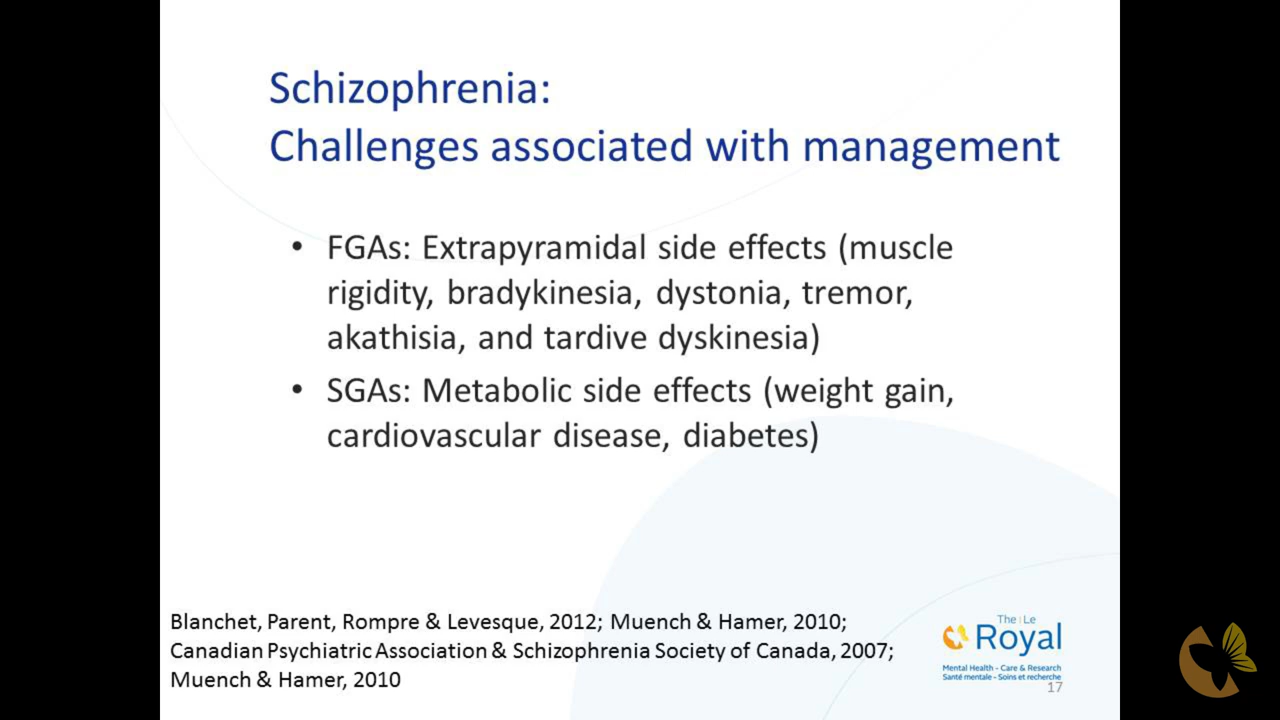 Schizophrenia:
Challenges associated with management
• FGAs: Extrapyramidal side effects (muscle
rigidity, bradykinesia, dystonia, tremor,
akathisia, and tardive dyskinesia)
• SGAs: Metabolic side effects (weight gain,
cardiovascular disease, diabetes)
Blanchet, Parent, Rompre & Levesque, 2012; Muench & Hamer, 2010;
Canadian Psychiatric Association & Schizophrenia Society of Canada, 2007;
Muench & Hamer, 2010
The | Le
Royal
Mental Health - Care & Research
Santé mentale - Soins et recherche
17